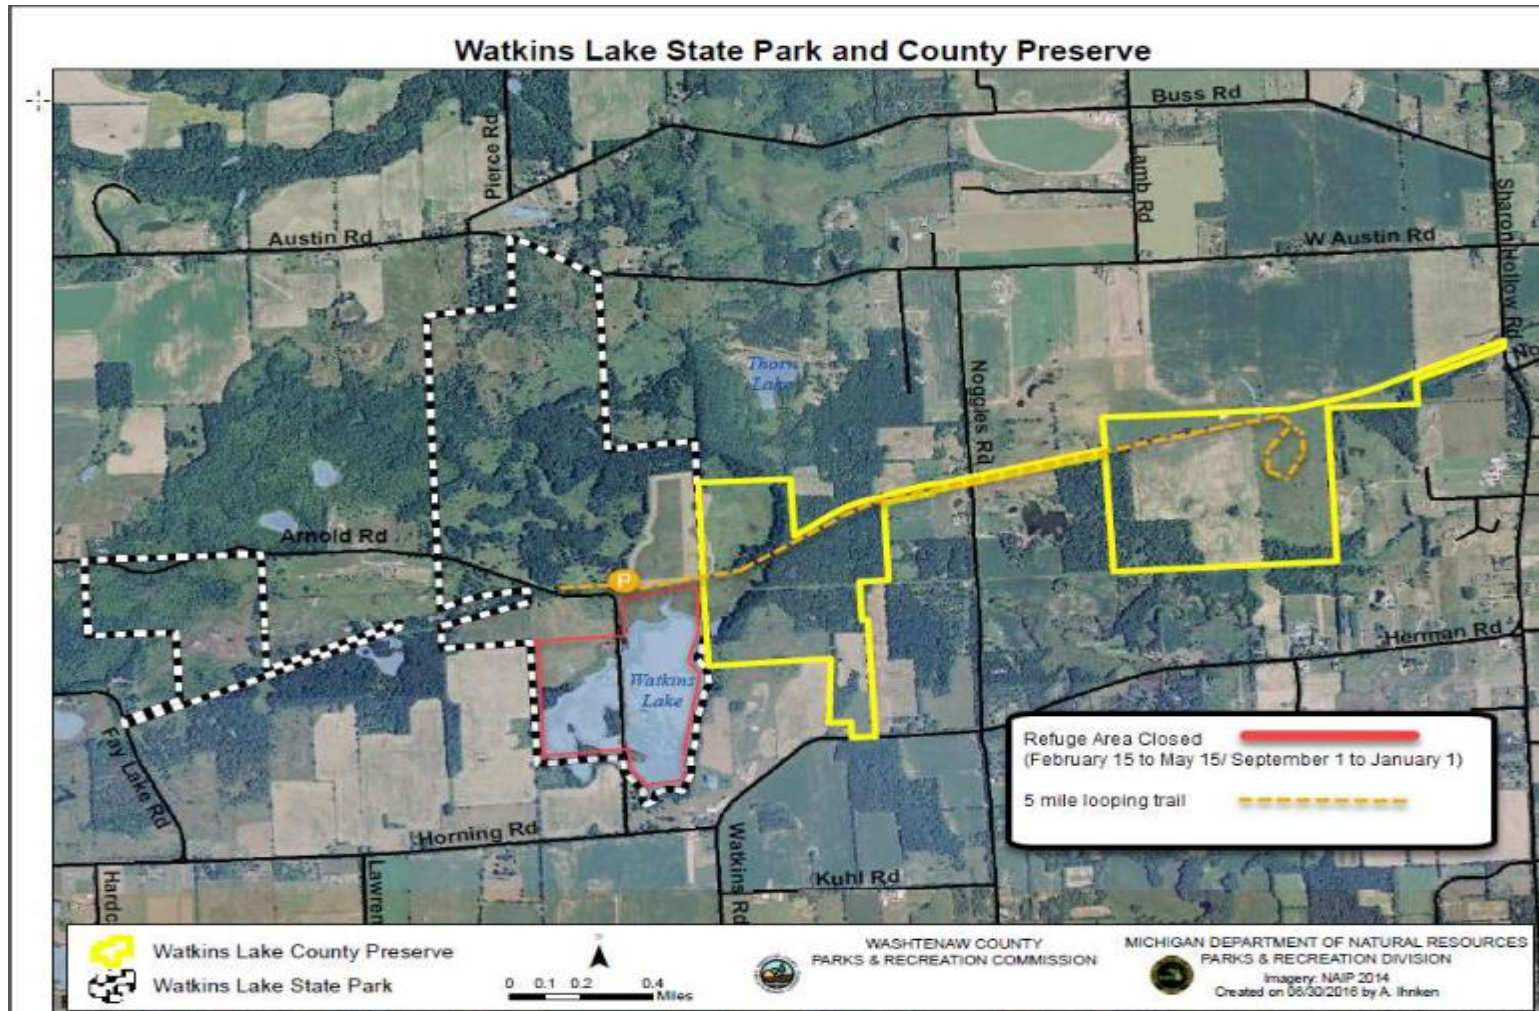 Watkins Lake State Park and County Preserve
Buss Rd
Pierce Rd
Lamb Rd
Sharon Hollow Rd
Austin Rd
W Austin Rd
Thorn
Lake
Noggles Rd
Arnold Rd
P
Herman Rd
Watkins
Lake
Fay Lake Rd
Refuge Area Closed
(February 15 to May 15/ September 1 to January 1)
5 mile looping trail
Horning Rd
Watkins Rd
Kuhl Rd
Hardc
Lawren
Watkins Lake County Preserve
Watkins Lake State Park
0 0.1 0.2 0.4
Miles
WASHTENAW COUNTY
PARKS & RECREATION COMMISSION
MICHIGAN DEPARTMENT OF NATURAL RESOURCES
PARKS & RECREATION DIVISION
Imagery: NAIP 2014
Created on 06/30/2016 by A. Ihnken